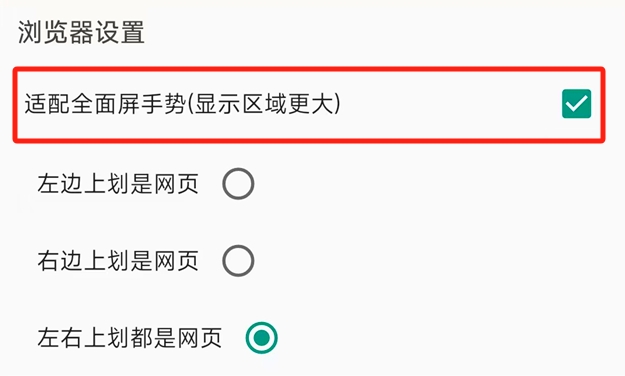 浏览器设置
适配全面屏手势(显示区域更大)
左边上划是网页
右边上划是网页
左右上划都是网页